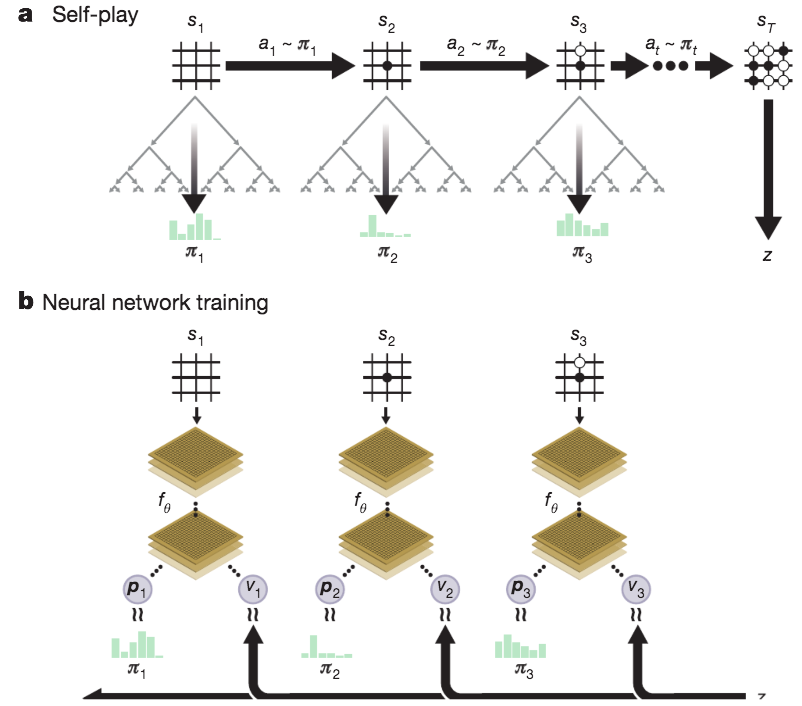 a Self-play
s1 s2 s3 sT
a1 ~ π1 a2 ~ π2 at ~ πt
π1 π2 π3 z
b Neural network training
s1 s2 s3
fθ fθ fθ
p1 v1 p2 v2 p3 v3
≈ ≈ ≈ ≈ ≈ ≈
π1 π2 π3
z